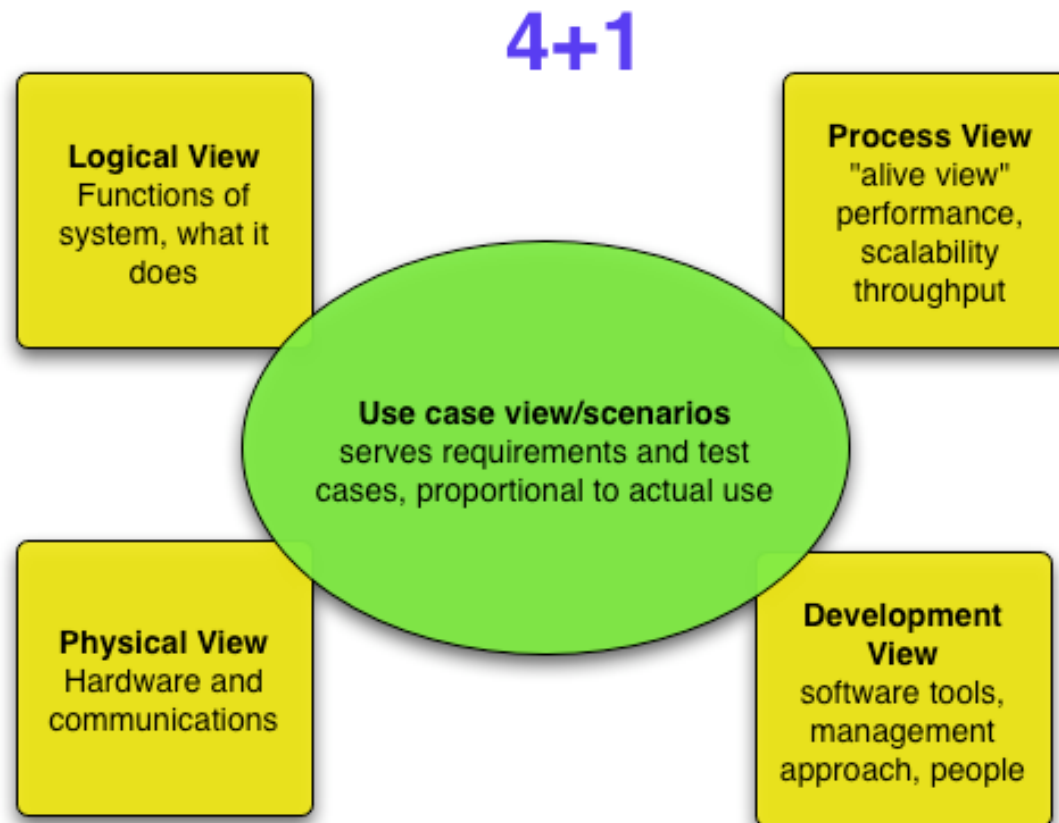 4+1
Logical View
Functions of
system, what it
does
Process View
"alive view"
performance,
scalability
throughput
Use case view/scenarios
serves requirements and test
cases, proportional to actual use
Physical View
Hardware and
communications
Development
View
software tools,
management
approach, people